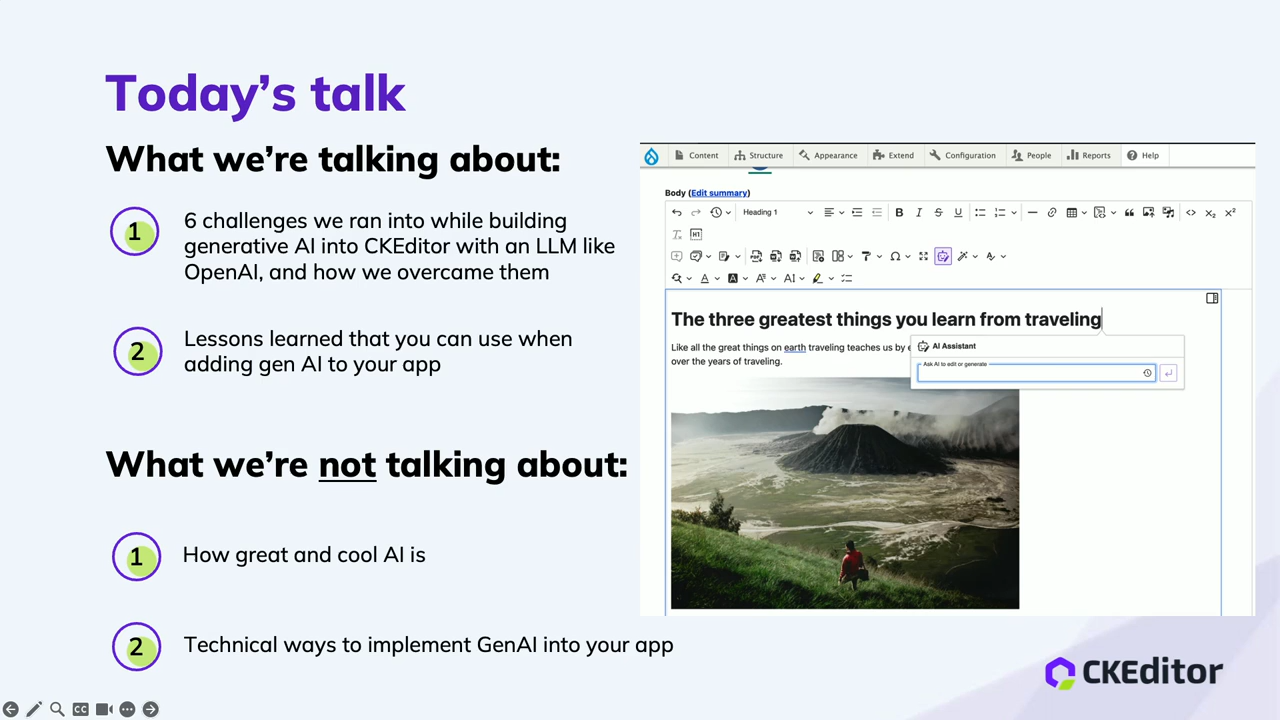 Today's talk
What we're talking about:
1
6 challenges we ran into while building
generative AI into CKEditor with an LLM like
OpenAI, and how we overcame them
2
Lessons learned that you can use when
adding gen AI to your app
What we're not talking about:
1
How great and cool AI is
2
Technical ways to implement GenAI into your app
Content Structure Appearance Extend Configuration People Reports Help
Body (Edit summary)
Heading 1
The three greatest things you learn from traveling
Like all the great things on earth traveling teaches us by
over the years of traveling.
AI Assistant
Ask AI to edit or generate
CKEditor